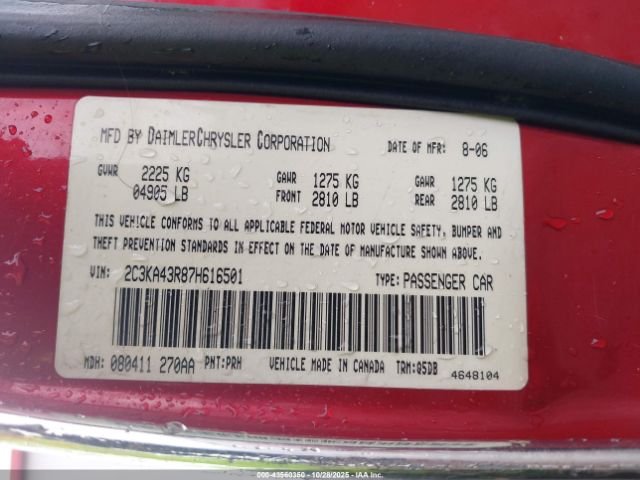 MFD BY DAIMLERCHRYSLER CORPORATION DATE OF MFR: 8-06
GVWR 2225 KG GAWR 1275 KG GAWR 1275 KG
04905 LB FRONT 2810 LB REAR 2810 LB
THIS VEHICLE CONFORMS TO ALL APPLICABLE FEDERAL MOTOR VEHICLE SAFETY, BUMPER AND
THEFT PREVENTION STANDARDS IN EFFECT ON THE DATE OF MANUFACTURE SHOWN ABOVE.
VIN: 2C3KA43R87H616501 TYPE: PASSENGER CAR
MDH: 080411 270AA PNT: PRH VEHICLE MADE IN CANADA TRM: Q5DB
4648104
000-43560350 - 10/28/2025 - IAAI.COM